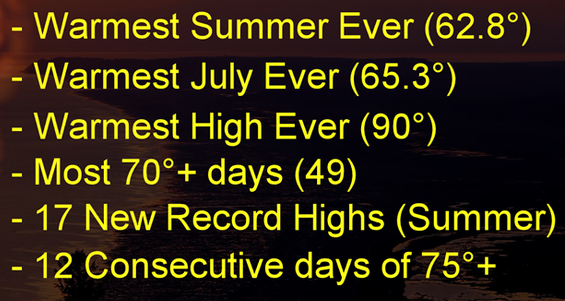 - Warmest Summer Ever (62.8°)
- Warmest July Ever (65.3°)
- Warmest High Ever (90°)
- Most 70°+ days (49)
- 17 New Record Highs (Summer)
- 12 Consecutive days of 75°+